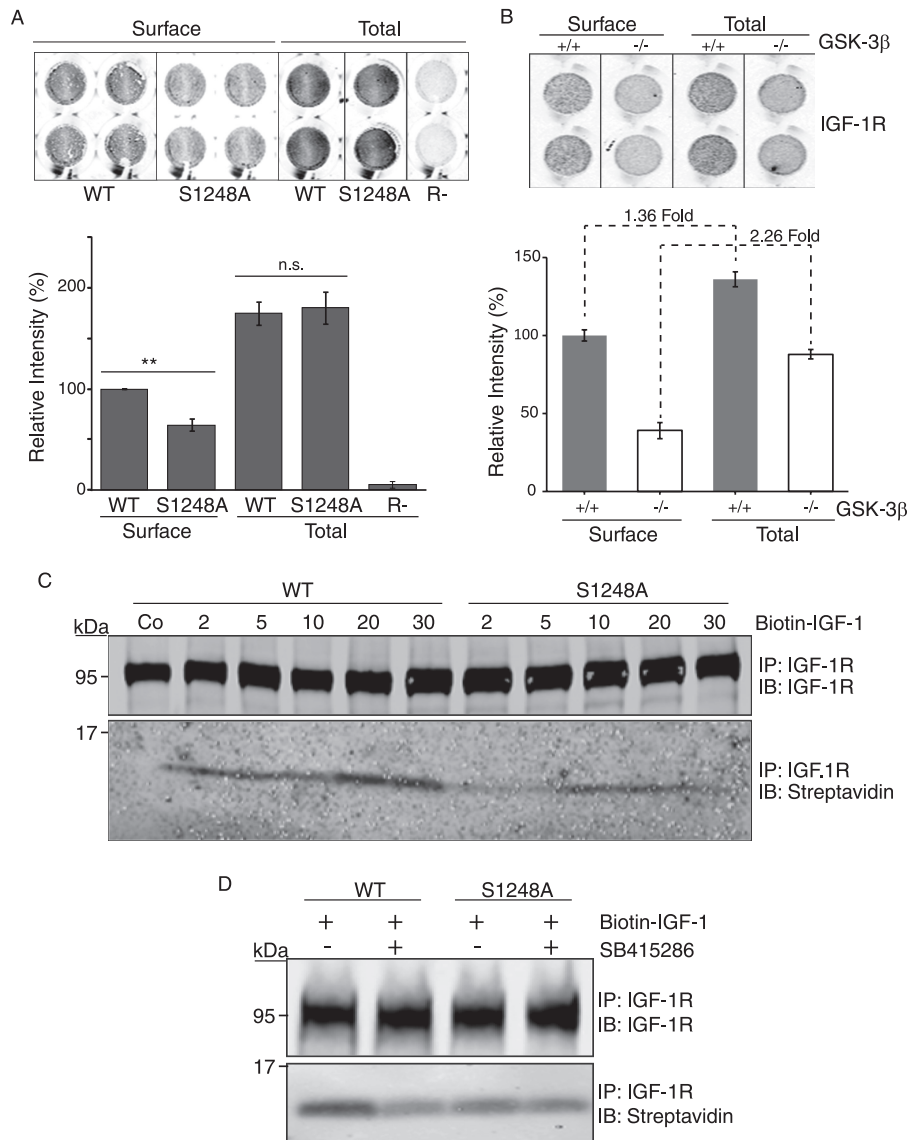 A
Surface Total
WT S1248A WT S1248A R-
Relative Intensity (%)
200
100
0
**
n.s.
WT S1248A WT S1248A R-
Surface Total
B
Surface Total
+/+ -/- +/+ -/- GSK-3β
IGF-1R
1.36 Fold
2.26 Fold
Relative Intensity (%)
150
100
50
0
+/+ -/- +/+ -/- GSK-3β
Surface Total
C
WT S1248A
kDa Co 2 5 10 20 30 2 5 10 20 30 Biotin-IGF-1
95
IP: IGF-1R
IB: IGF-1R
17
IP: IGF.1R
IB: Streptavidin
D
WT S1248A
+ + + + Biotin-IGF-1
kDa - + - + SB415286
95
IP: IGF-1R
IB: IGF-1R
17
IP: IGF-1R
IB: Streptavidin